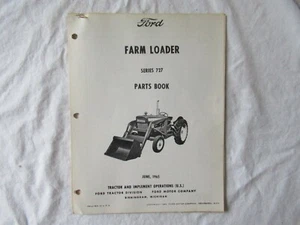 Ford
FARM LOADER
SERIES 727
PARTS BOOK
JUNE, 1962
TRACTOR AND IMPLEMENT OPERATIONS (U.S.)
FORD TRACTOR DIVISION FORD MOTOR COMPANY
BIRMINGHAM, MICHIGAN